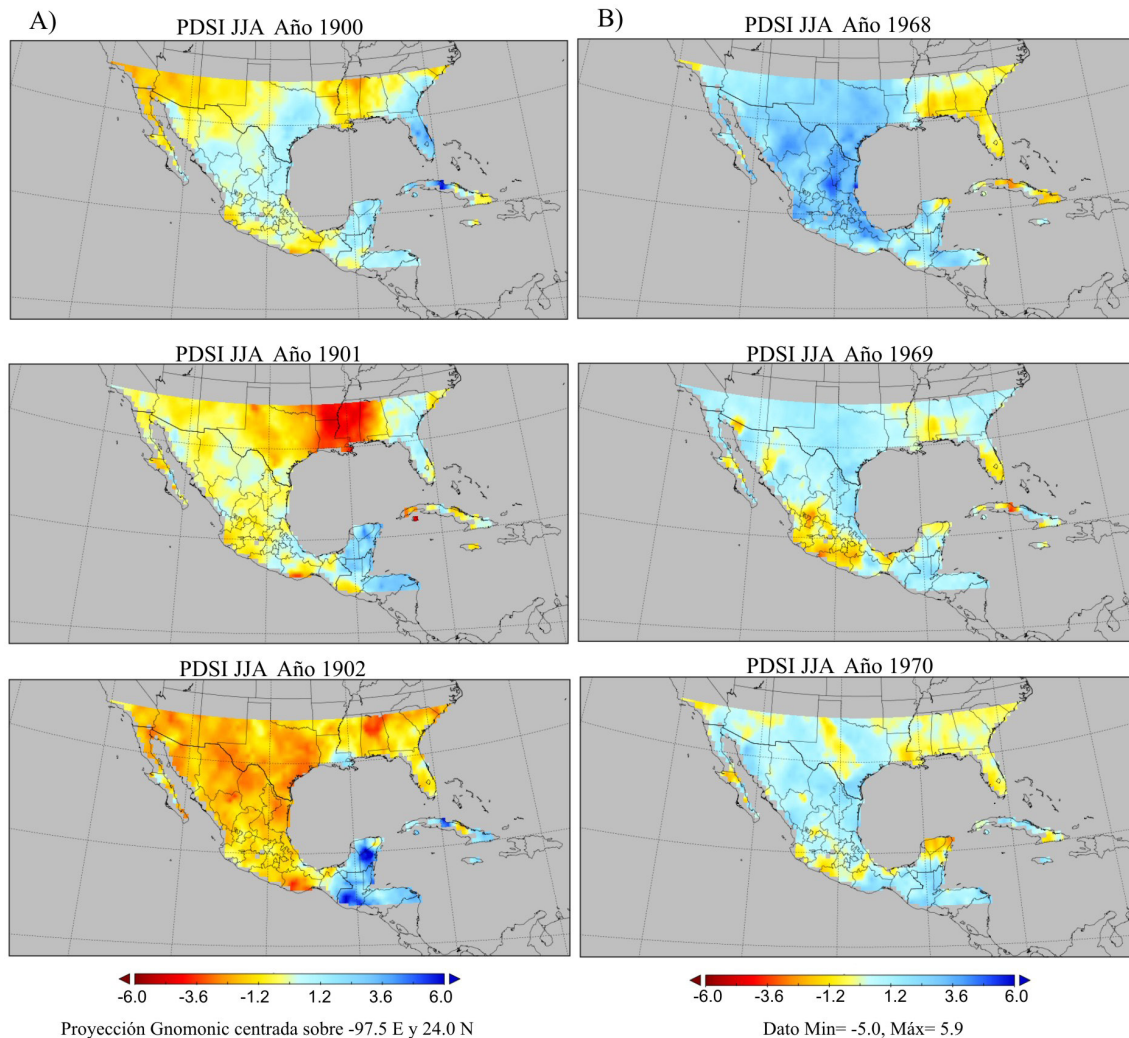 A)
PDSI JJA Año 1900
B)
PDSI JJA Año 1968
PDSI JJA Año 1901
PDSI JJA Año 1969
PDSI JJA Año 1902
PDSI JJA Año 1970
-6.0 -3.6 -1.2 1.2 3.6 6.0
-6.0 -3.6 -1.2 1.2 3.6 6.0
Proyección Gnomonic centrada sobre -97.5 E y 24.0 N
Dato Min= -5.0, Máx= 5.9